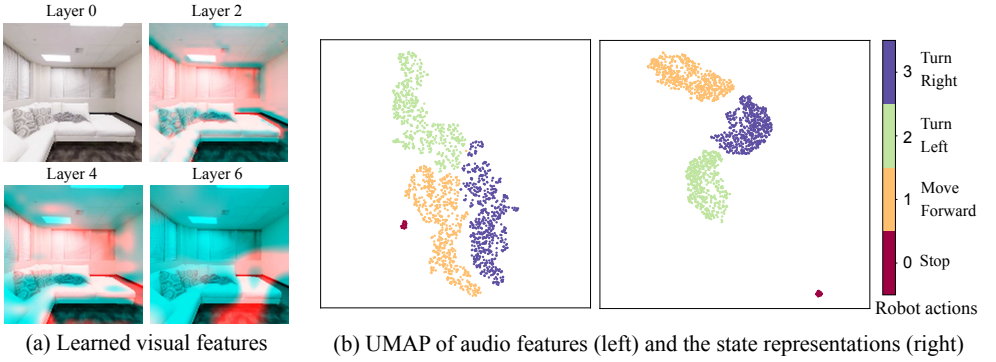 Layer 0
Layer 2
Layer 4
Layer 6
3
Turn
Right
2
Turn
Left
1
Move
Forward
0
Stop
Robot actions
(a) Learned visual features
(b) UMAP of audio features (left) and the state representations (right)